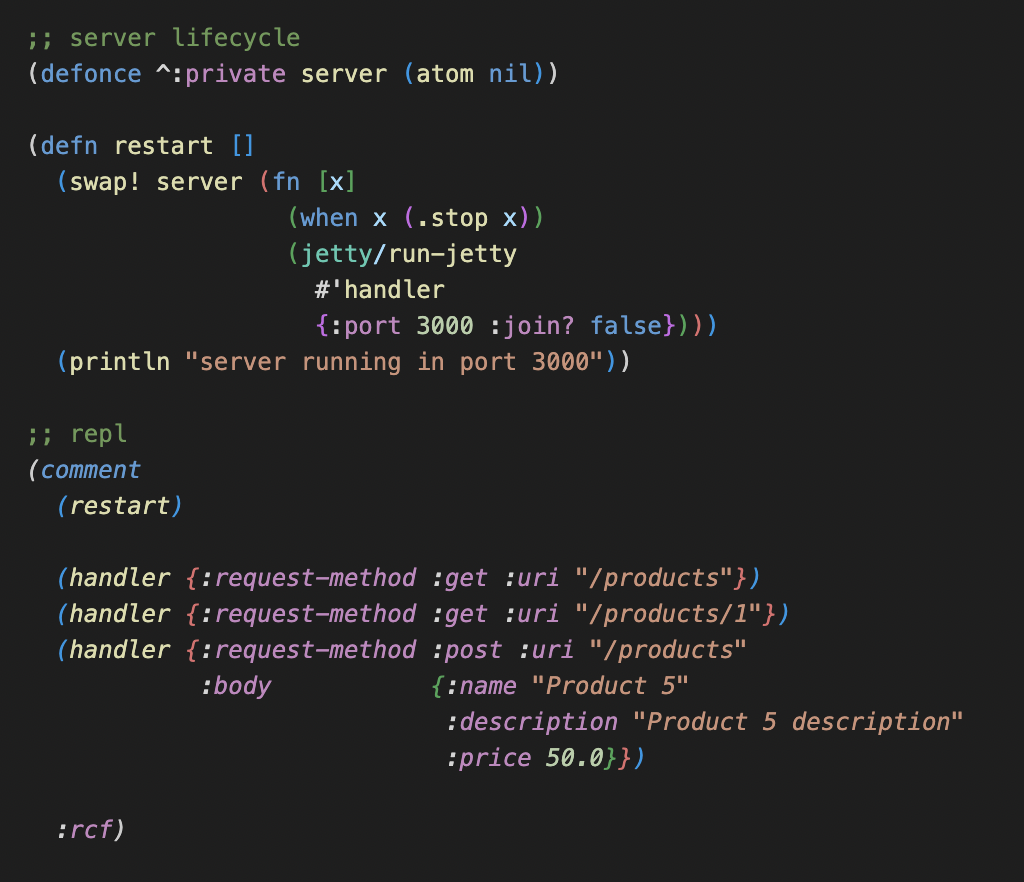 ;; server lifecycle
(defonce ^:private server (atom nil))
(defn restart []
  (swap! server (fn [x]
                  (when x (.stop x))
                  (jetty/run-jetty
                    #'handler
                    {:port 3000 :join? false})))
  (println "server running in port 3000"))
;; repl
(comment
  (restart)
  (handler {:request-method :get :uri "/products"})
  (handler {:request-method :get :uri "/products/1"})
  (handler {:request-method :post :uri "/products"
            :body           {:name "Product 5"
                             :description "Product 5 description"
                             :price 50.0}})
  :rcf)